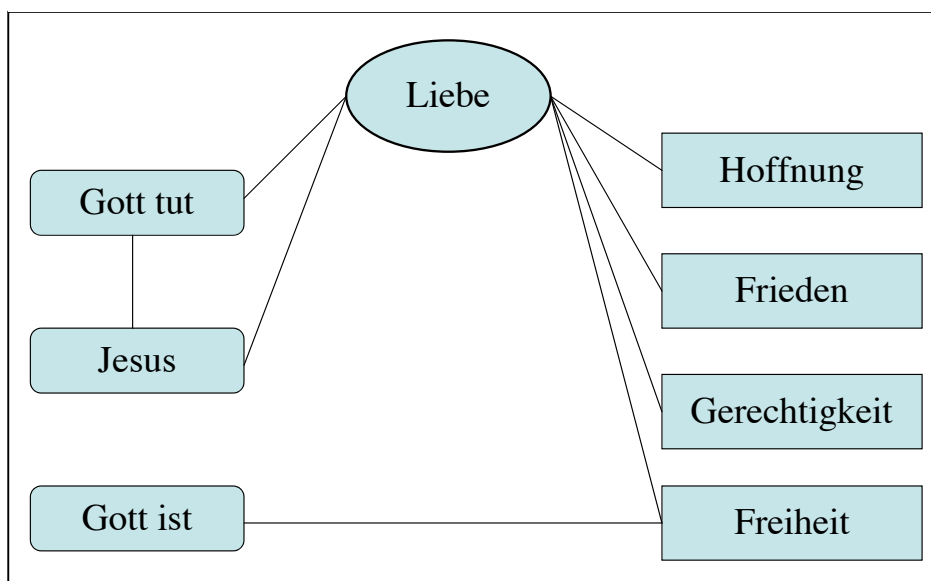 Liebe
Gott tut
Jesus
Gott ist
Hoffnung
Frieden
Gerechtigkeit
Freiheit